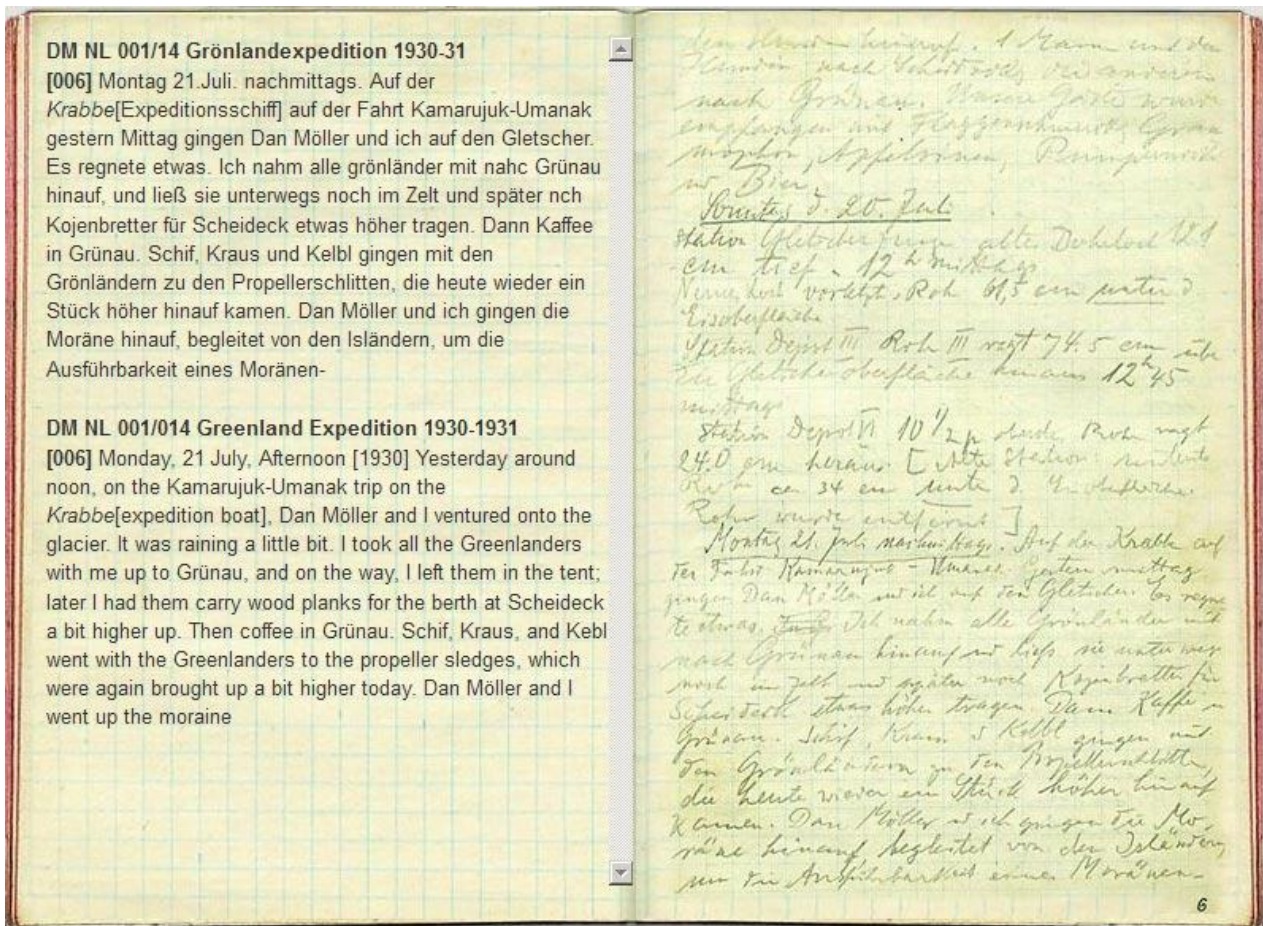 DM NL 001/14 Grönlandexpedition 1930-31
[006] Montag 21.Juli. nachmittags. Auf der
Krabbe[Expeditionsschiff] auf der Fahrt Kamarujuk-Umanak
gestern Mittag gingen Dan Möller und ich auf den Gletscher.
Es regnete etwas. Ich nahm alle grönländer mit nahc Grünau
hinauf, und ließ sie unterwegs noch im Zelt und später nch
Kojenbretter für Scheideck etwas höher tragen. Dann Kaffee
in Grünau. Schif, Kraus und Kelbl gingen mit den
Grönländern zu den Propellerschlitten, die heute wieder ein
Stück höher hinauf kamen. Dan Möller und ich gingen die
Moräne hinauf, begleitet von den Isländern, um die
Ausführbarkeit eines Moränen-
DM NL 001/014 Greenland Expedition 1930-1931
[006] Monday, 21 July, Afternoon [1930] Yesterday around
noon, on the Kamarujuk-Umanak trip on the
Krabbe[expedition boat], Dan Möller and I ventured onto the
glacier. It was raining a little bit. I took all the Greenlanders
with me up to Grünau, and on the way, I left them in the tent;
later I had them carry wood planks for the berth at Scheideck
a bit higher up. Then coffee in Grünau. Schif, Kraus, and Kebl
went with the Greenlanders to the propeller sledges, which
were again brought up a bit higher today. Dan Möller and I
went up the moraine
den Hunden hinauf. 1 Mann und den
nach Scheideck, die anderen
nach Grünau. Unsere Gäste wurden
empfangen mit Flaggenschmuck, Gram
mophon, Apfelsinen, Pumpernickel
u Bier.
Sonntag d. 20. Juli
Station Gletscherzunge alte Bohrloch 121
cm tief. 12h mittags
vorletzt. Rohr 61,5 cm unter d.
Eisoberfläche
Station Depot III Rohr III ragt 74.5 cm über
die Gletscheroberfläche hinaus 12h45
mittags
Station Depot VI 10 1/2 p Rohr ragt
24.0 cm heraus. [Alte Station:
Rohr ca 34 cm unter d. Eisoberfläche.
Rohr wurde entfernt]
Montag 21. Juli nachmittags. Auf der Krabbe auf
der Fahrt Kamarujuk - Umanak. Gestern mittag
gingen Dan Möller und ich auf den Gletscher. Es regne
te etwas. Ich nahm alle Grönländer mit
nach Grünau hinauf und ließ sie unterwegs
noch im Zelt und später noch Kojenbretter für
Scheideck etwas höher tragen. Dann Kaffe in
Grünau. Schif, Kraus u Kelbl gingen mit
den Grönländern zu den Propellerschlitten,
die heute wieder ein Stück höher hinauf
kamen. Dan Möller u ich gingen die Mo-
räne hinauf begleitet von den Isländern,
um die Ausführbarkeit eines Moränen-
6